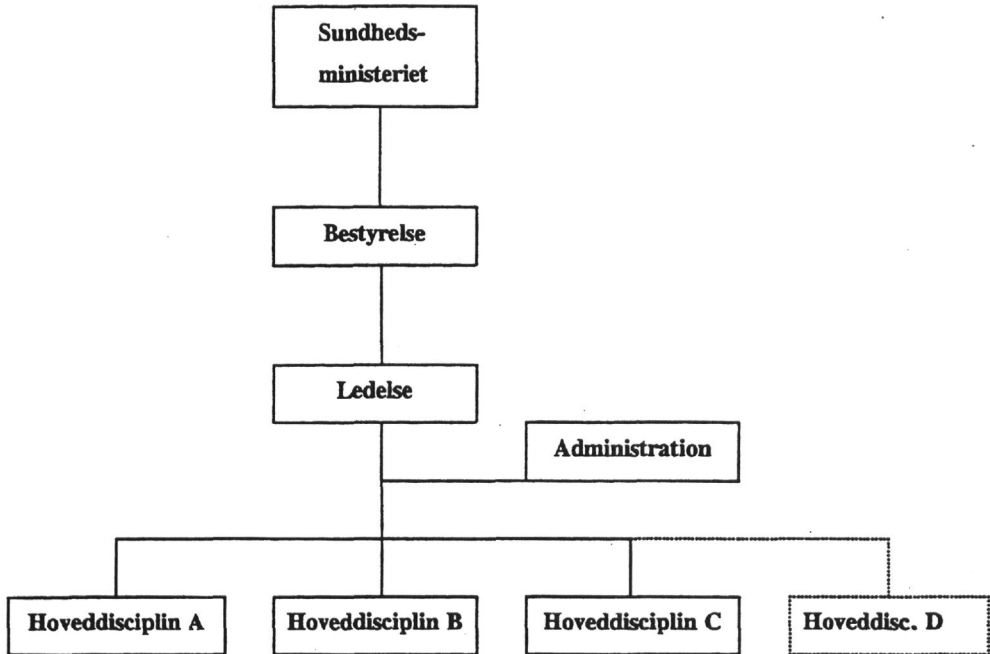 Sundheds-
ministeriet
Bestyrelse
Ledelse
Administration
Hoveddisciplin A
Hoveddisciplin B
Hoveddisciplin C
Hoveddisc. D